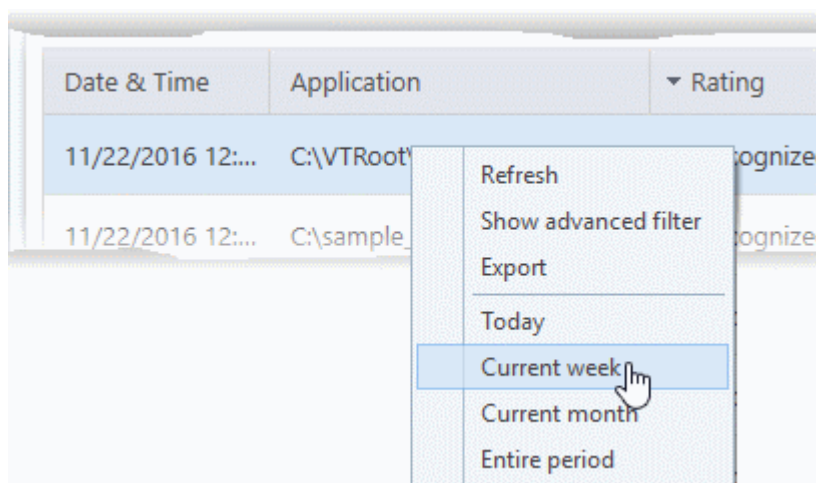 Date & Time Application Rating
11/22/2016 12:... C:\VTRoot\
Refresh
Show advanced filter
11/22/2016 12:... C:\sample_
Export
Today
Current week
Current month
Entire period